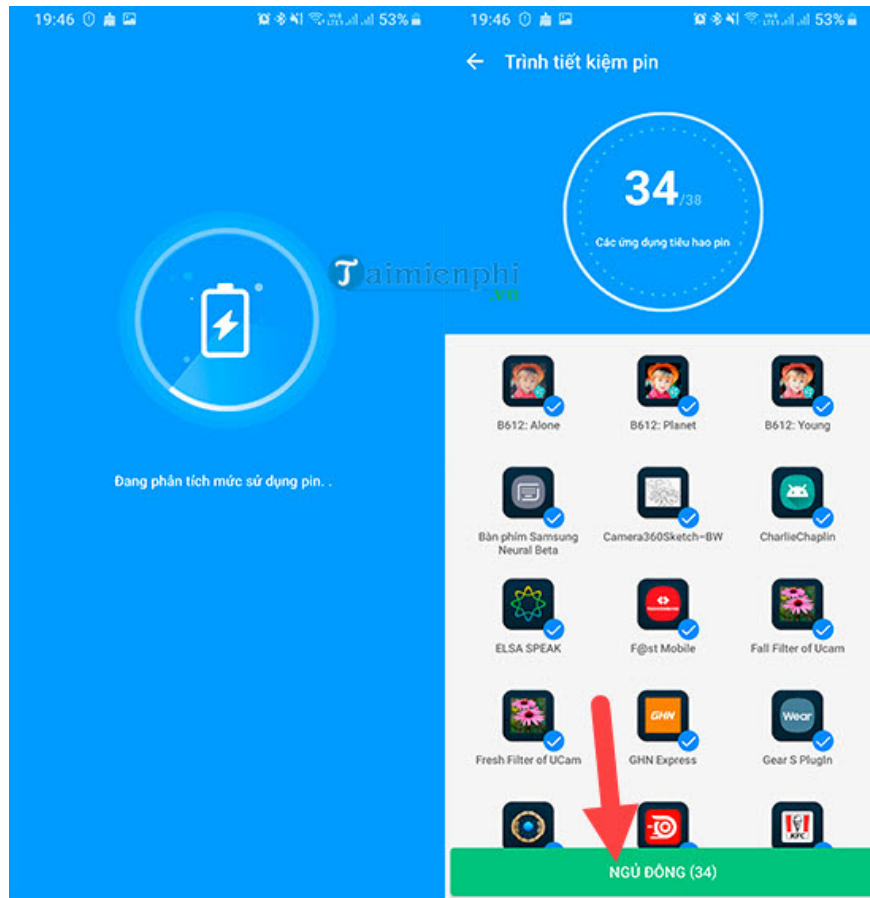 19:46
53%
Đang phân tích mức sử dụng pin. .
19:46
53%
Trình tiết kiệm pin
34/38
Các ứng dụng tiêu hao pin
Taimienphi
.vn
B612: Alone
B612: Planet
B612: Young
Bàn phím Samsung
Neural Beta
Camera360Sketch-BW
CharlieChaplin
ELSA SPEAK
F@st Mobile
Fall Filter of Ucam
GHN
Wear
Fresh Filter of UCam
GHN Express
Gear S PlugIn
KFC
NGỦ ĐÔNG (34)